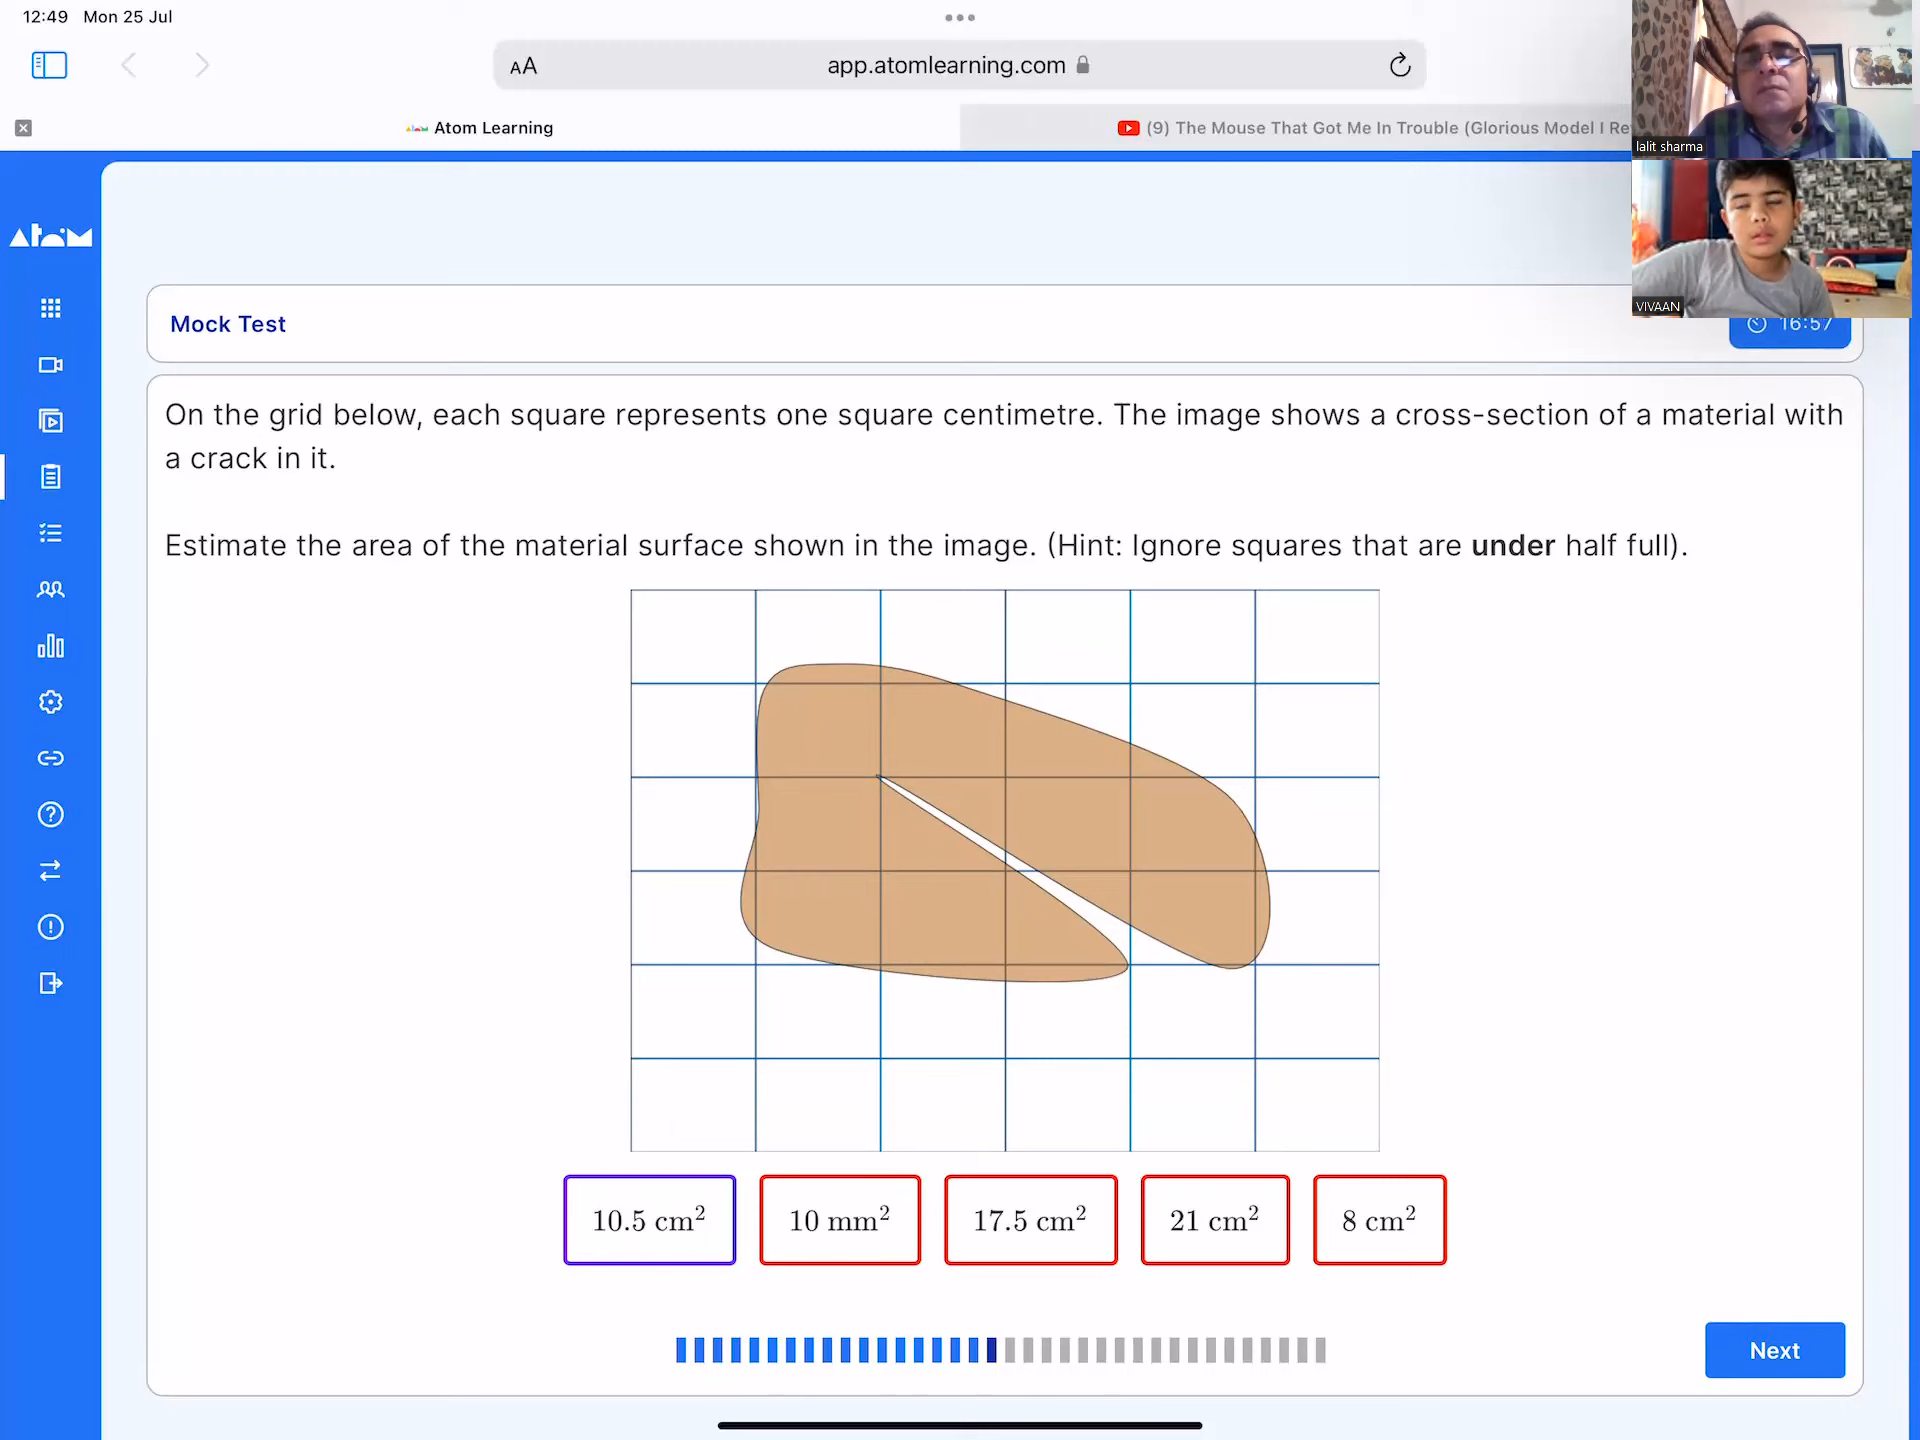 12:49 Mon 25 Jul
AA app.atomlearning.com
Atom Learning
(9) The Mouse That Got Me In Trouble (Glorious Model I Re
lalit sharma
VIVAAN
ATOM
Mock Test
16:57
On the grid below, each square represents one square centimetre. The image shows a cross-section of a material with
a crack in it.
Estimate the area of the material surface shown in the image. (Hint: Ignore squares that are under half full).
10.5 cm²
10 mm²
17.5 cm²
21 cm²
8 cm²
Next